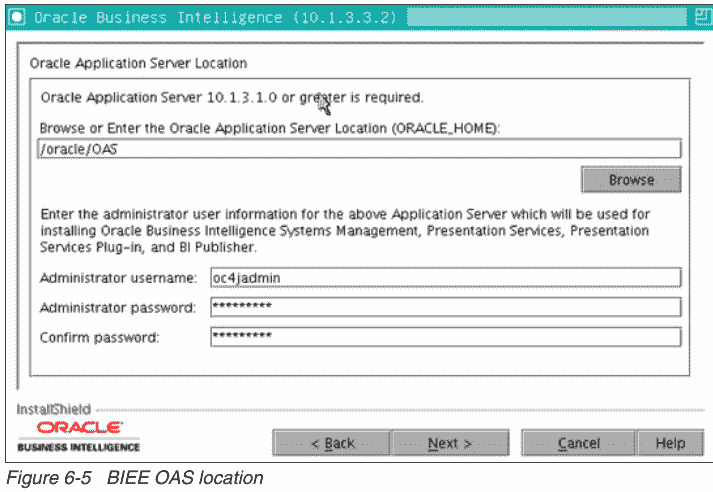 Oracle Business Intelligence (10.1.3.3.2)
Oracle Application Server Location
Oracle Application Server 10.1.3.1.0 or greater is required.
Browse or Enter the Oracle Application Server Location (ORACLE_HOME):
/oracle/OAS
Browse
Enter the administrator user information for the above Application Server which will be used for
installing Oracle Business Intelligence Systems Management, Presentation Services, Presentation
Services Plug-in, and BI Publisher.
Administrator username: oc4jadmin
Administrator password: *********
Confirm password: *********
InstallShield
ORACLE
BUSINESS INTELLIGENCE
< Back Next > Cancel Help
Figure 6-5 BIEE OAS location